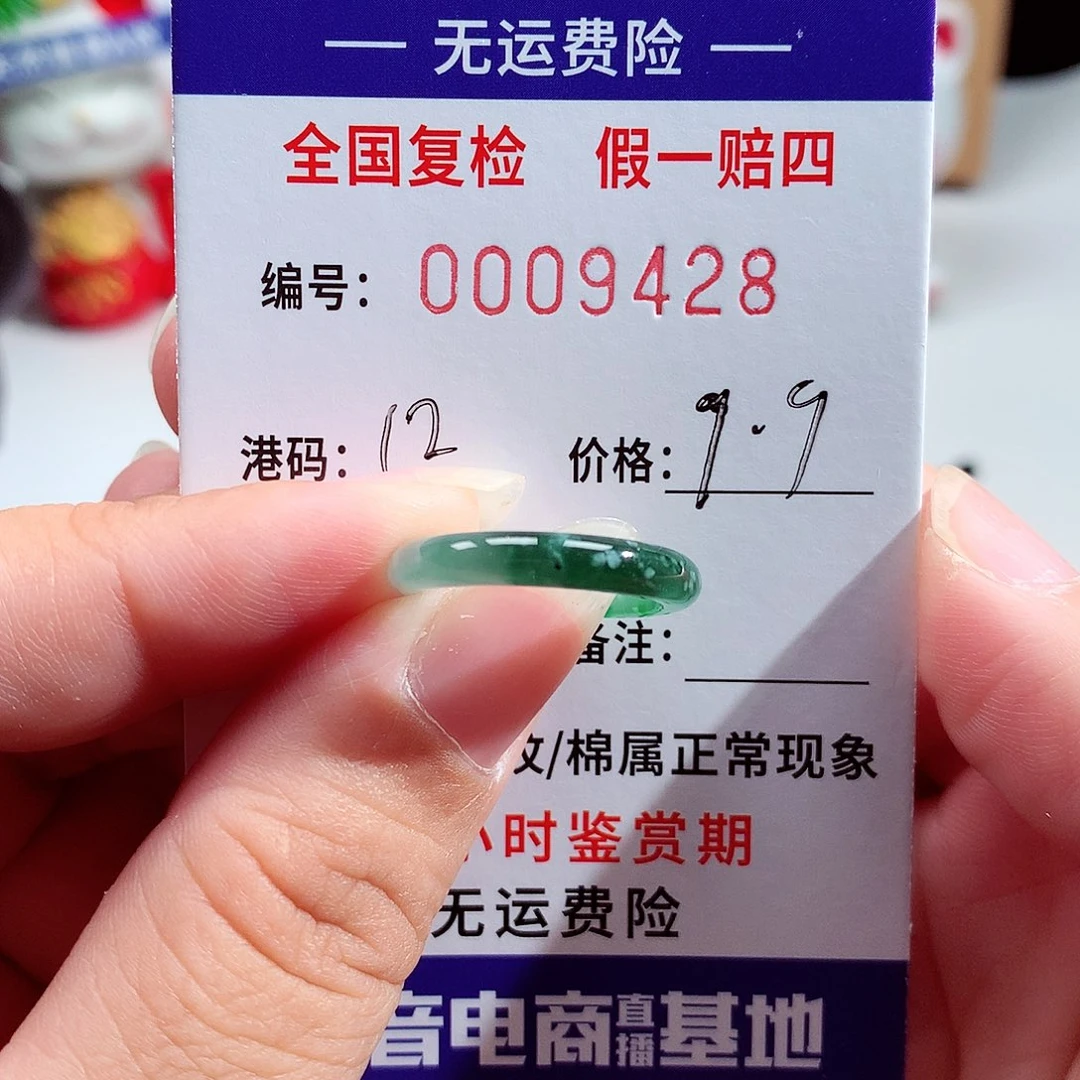 — 无运费险 —
全国复检 假一赔四
编号： 0009428
港码：12 价格：9.9
备注：
纹/棉属正常现象
小时鉴赏期
无运费险
音电商直播基地